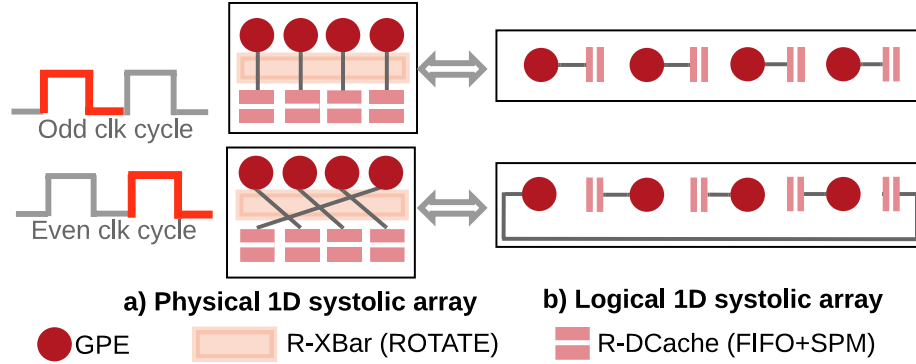 Odd clk cycle
Even clk cycle
a) Physical 1D systolic array
b) Logical 1D systolic array
GPE
R-XBar (ROTATE)
R-DCache (FIFO+SPM)